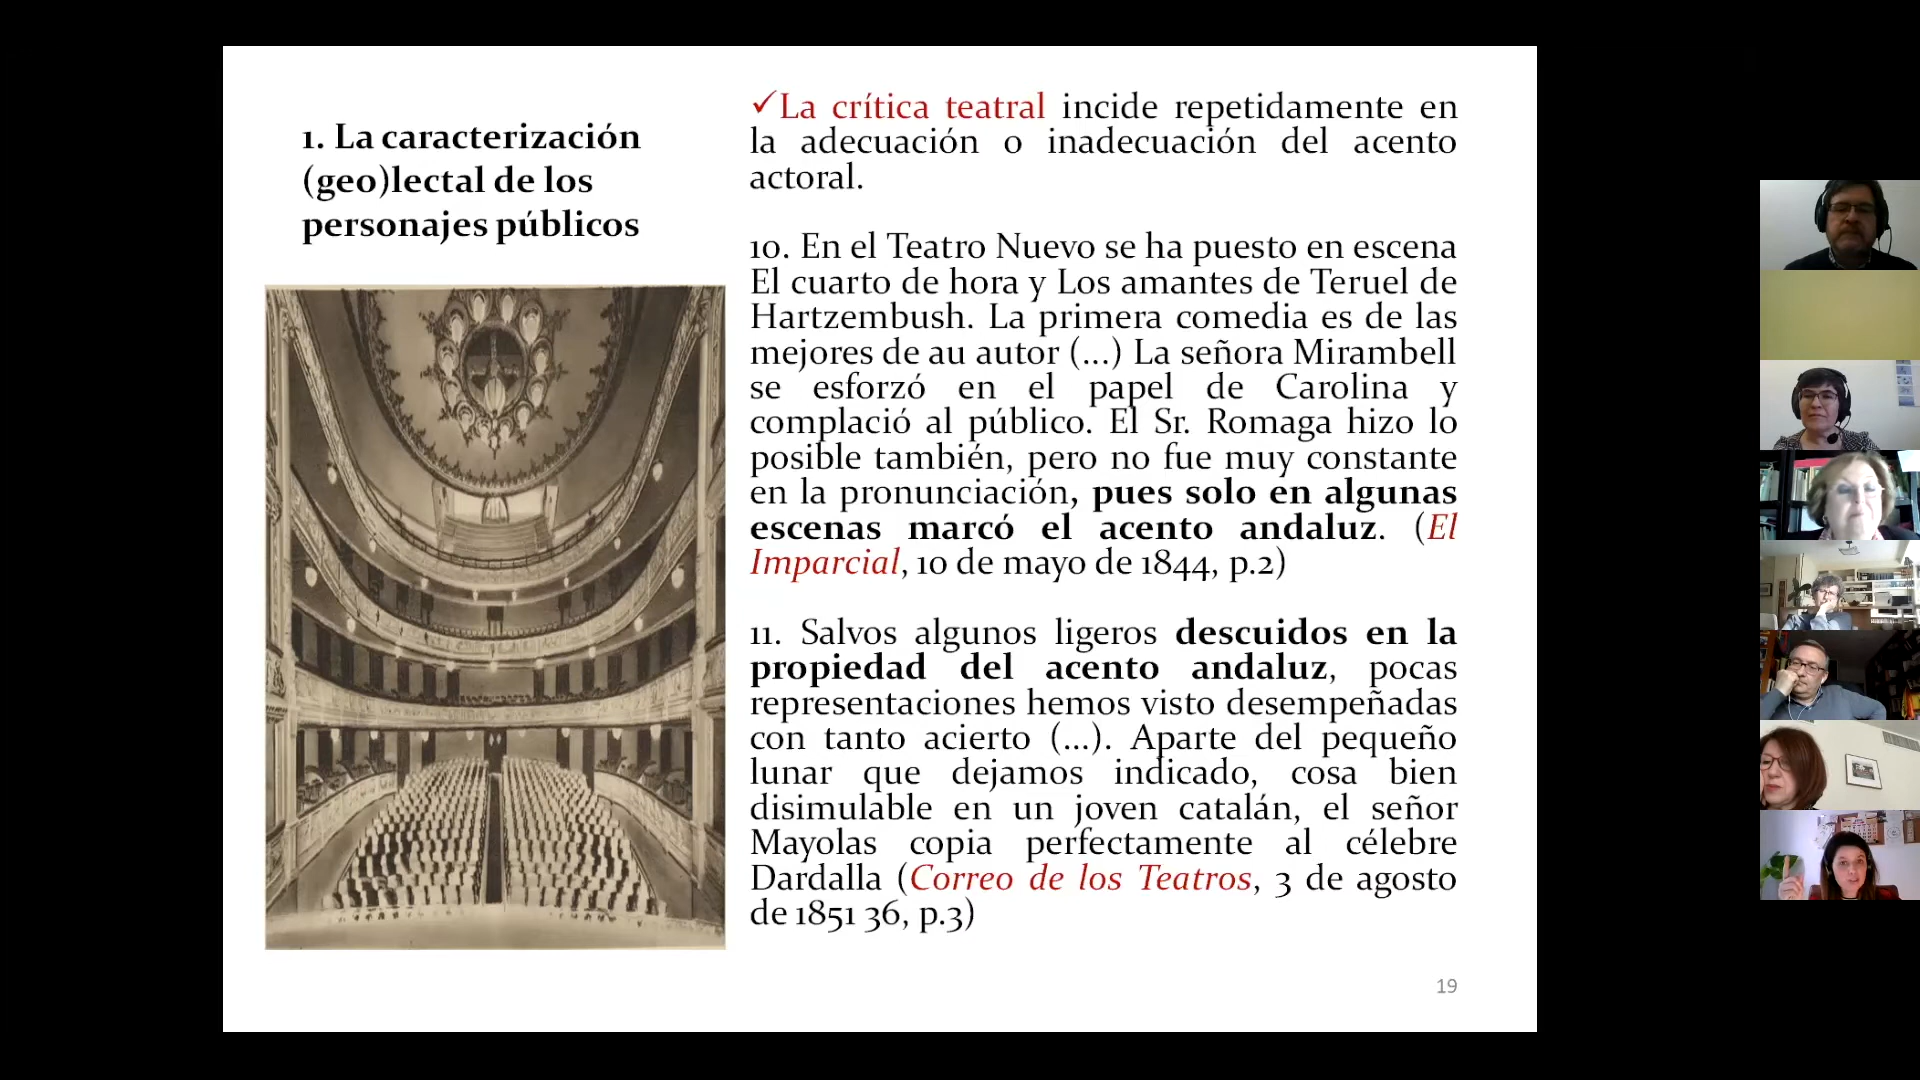 1. La caracterización
(geo)lectal de los
personajes públicos
✓La crítica teatral incide repetidamente en
la adecuación o inadecuación del acento
actoral.
10. En el Teatro Nuevo se ha puesto en escena
El cuarto de hora y Los amantes de Teruel de
Hartzembush. La primera comedia es de las
mejores de au autor (...) La señora Mirambell
se esforzó en el papel de Carolina y
complació al público. El Sr. Romaga hizo lo
posible también, pero no fue muy constante
en la pronunciación, pues solo en algunas
escenas marcó el acento andaluz. (El
Imparcial, 10 de mayo de 1844, p.2)
11. Salvos algunos ligeros descuidos en la
propiedad del acento andaluz, pocas
representaciones hemos visto desempeñadas
con tanto acierto (...). Aparte del pequeño
lunar que dejamos indicado, cosa bien
disimulable en un joven catalán, el señor
Mayolas copia perfectamente al célebre
Dardalla (Correo de los Teatros, 3 de agosto
de 1851 36, p.3)
19